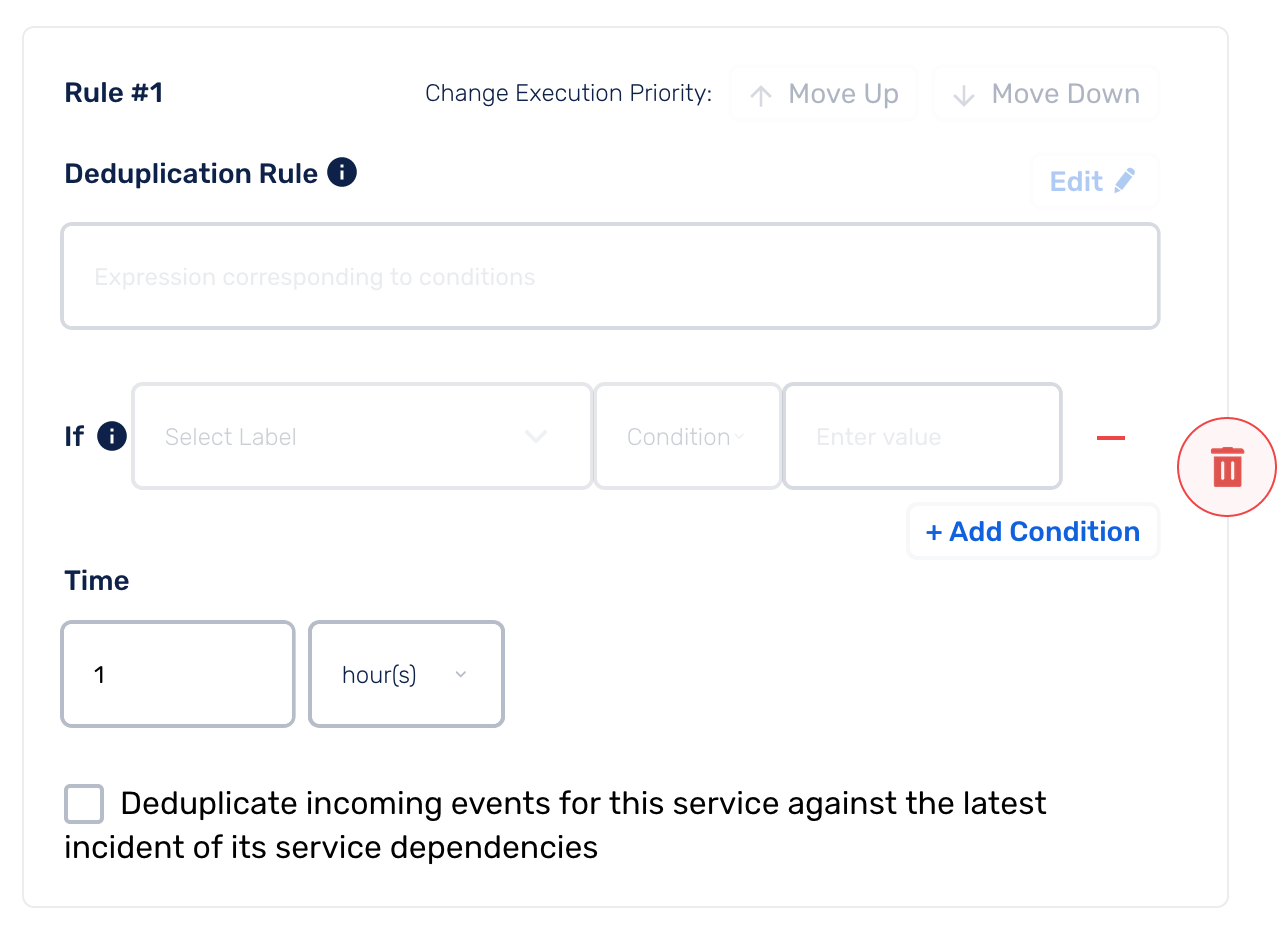 Rule #1
Change Execution Priority:
Move Up
Move Down
Deduplication Rule
Edit
Expression corresponding to conditions
If
Select Label
Condition
Enter value
+ Add Condition
Time
1
hour(s)
Deduplicate incoming events for this service against the latest
incident of its service dependencies